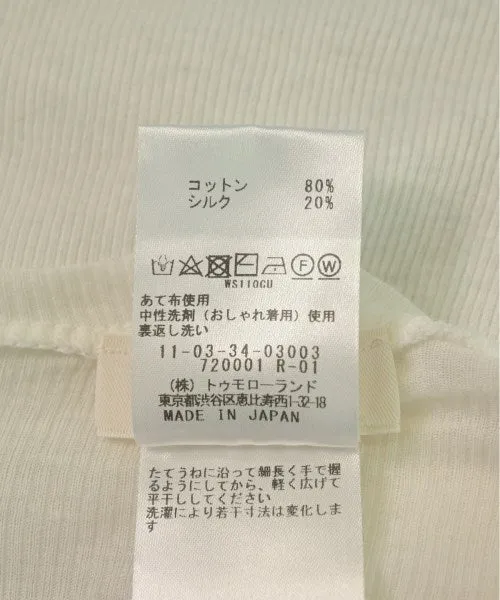 コットン 80%
シルク 20%
F W
WS110GU
あて布使用
中性洗剤（おしゃれ着用）使用
裏返し洗い
11-03-34-03003
720001 R-01
（株）トゥモローランド
東京都渋谷区恵比寿西1-32-18
MADE IN JAPAN
たてうねに沿って細長く手で握
るようにしてから、軽く広げて
平干ししてください
洗濯により若干寸法は変化しま
す